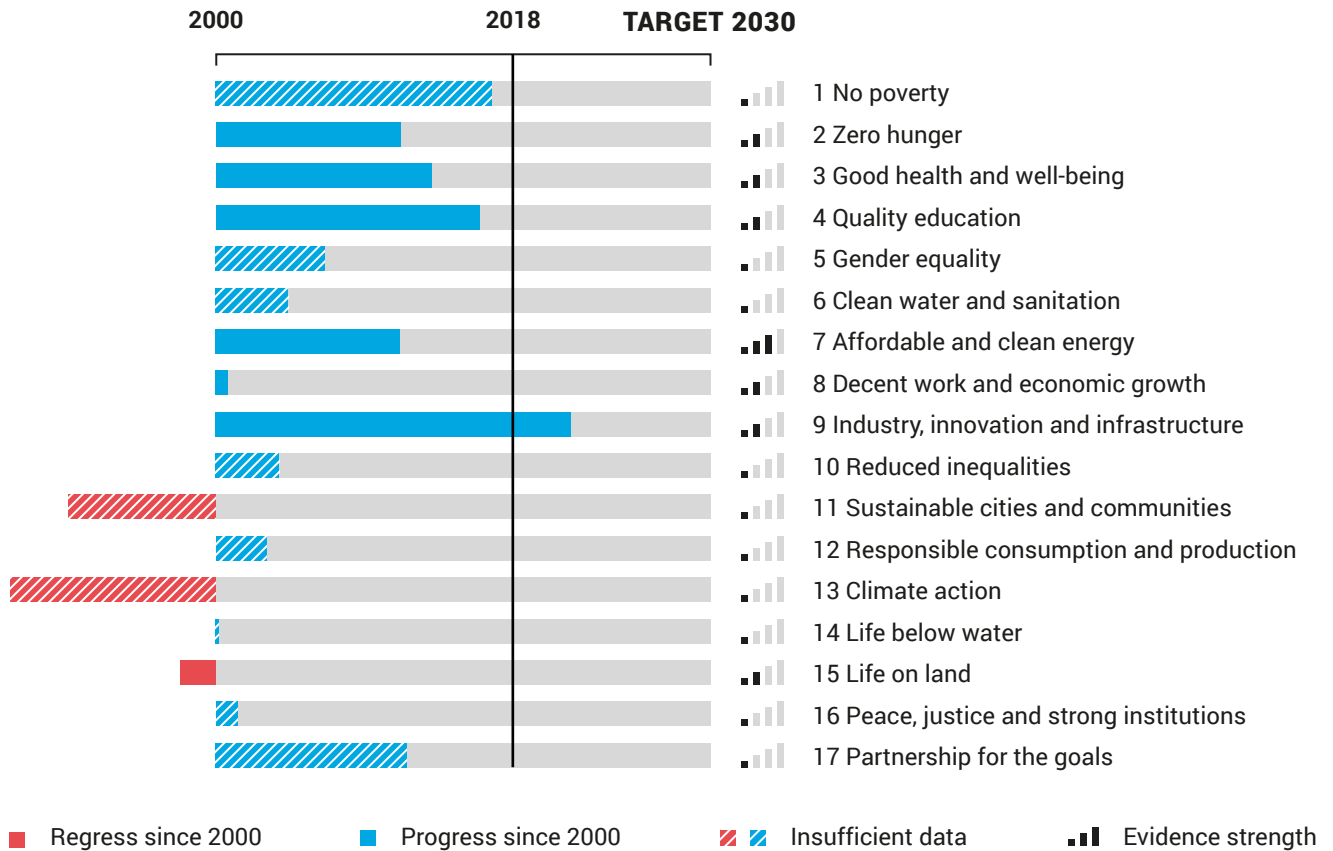 2000 2018 TARGET 2030
1 No poverty
2 Zero hunger
3 Good health and well-being
4 Quality education
5 Gender equality
6 Clean water and sanitation
7 Affordable and clean energy
8 Decent work and economic growth
9 Industry, innovation and infrastructure
10 Reduced inequalities
11 Sustainable cities and communities
12 Responsible consumption and production
13 Climate action
14 Life below water
15 Life on land
16 Peace, justice and strong institutions
17 Partnership for the goals
Regress since 2000 Progress since 2000 Insufficient data Evidence strength